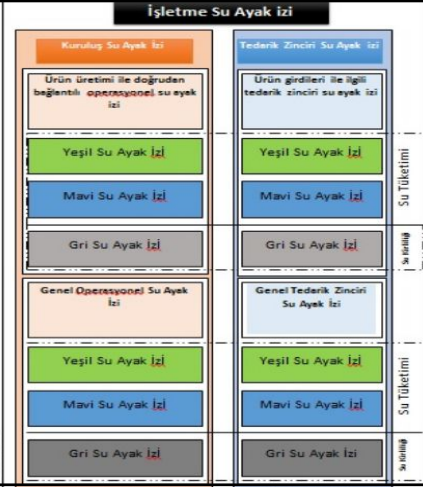 İşletme Su Ayak izi
Kuruluş Su Ayak İzi
Tedarik Zinciri Su Ayak izi
Ürün üretimi ile doğrudan
bağlantılı operasyonel su ayak
izi
Ürün girdileri ile ilgili
tedarik zinciri su ayak izi
Yeşil Su Ayak İzİ
Yeşil Su Ayak İzİ
Mavi Su Ayak İzİ
Mavi Su Ayak İzİ
Su Tüketimi
Gri Su Ayak İzİ
Gri Su Ayak İzİ
Su Kirliliği
Genel Operasyonel Su Ayak
İzi
Genel Tedarik Zinciri
Su Ayak İzi
Yeşil Su Ayak İzİ
Yeşil Su Ayak İzİ
Mavi Su Ayak İzİ
Mavi Su Ayak İzİ
Su Tüketimi
Gri Su Ayak İzİ
Gri Su Ayak İzi
Su Kirliliği